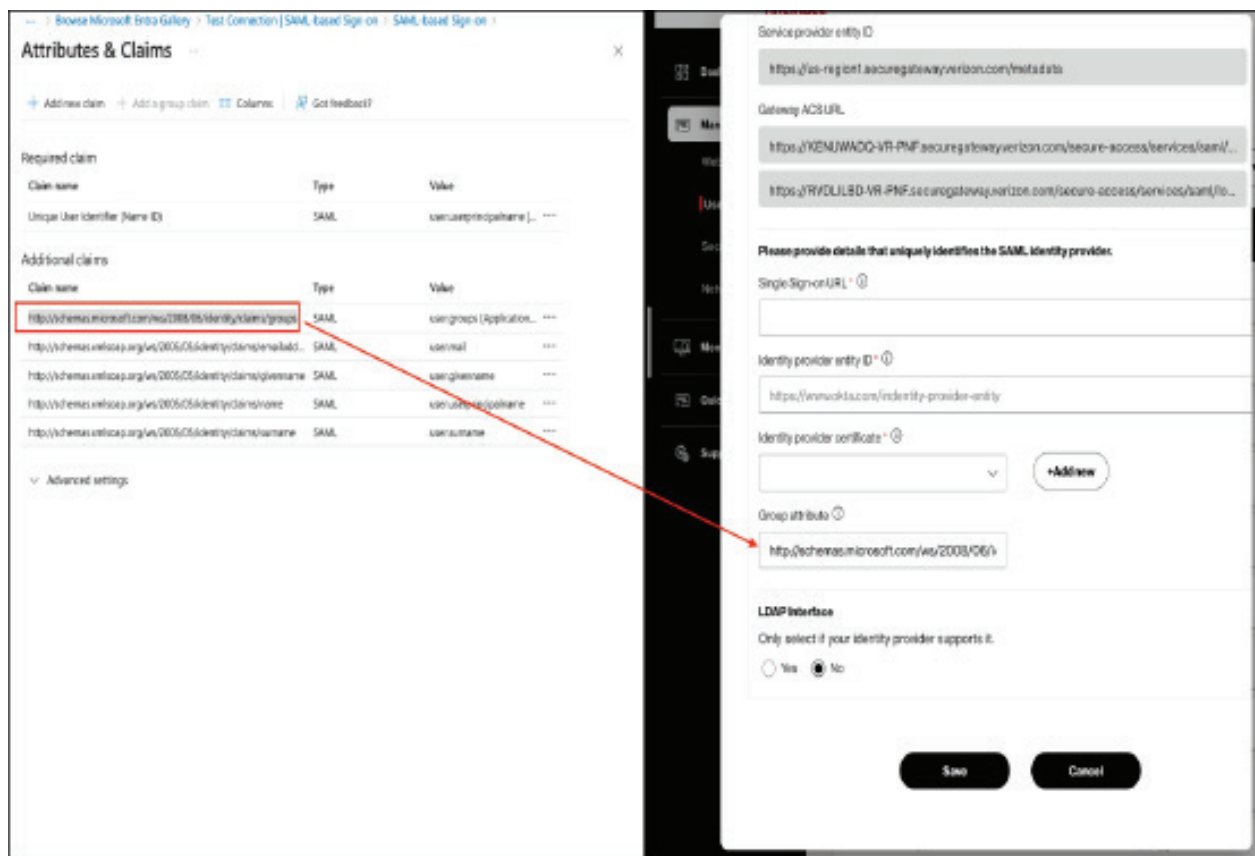 ... > Browse Microsoft Entra Gallery > Test Connection | SAML-based Sign-on > SAML-based Sign-on >
Attributes & Claims ...
+ Add new claim + Add a group claim Columns Got feedback?
Required claim
Claim name Type Value
Unique User Identifier (Name ID) SAML user.userprincipalname [... ...
Additional claims
Claim name Type Value
http://schemas.microsoft.com/ws/2008/06/identity/claims/groups SAML user.groups [Application... ...
http://schemas.xmlsoap.org/ws/2005/05/identity/claims/emailadd... SAML user.mail ...
http://schemas.xmlsoap.org/ws/2005/05/identity/claims/givenname SAML user.givenname ...
http://schemas.xmlsoap.org/ws/2005/05/identity/claims/name SAML user.userprincipalname ...
http://schemas.xmlsoap.org/ws/2005/05/identity/claims/surname SAML user.surname ...
Advanced settings
Man
Use
Sec
Net
Mon
Sup
Service provider entity ID
https://us-region1.securegateway.verizon.com/metadata
Gateway ACS URL
https://KENUWADQ-VR-PNF.securegateway.verizon.com/secure-access/services/saml/...
https://RVDLILBD-VR-PNF.securegateway.verizon.com/secure-access/services/saml/lo...
Please provide details that uniquely identifies the SAML identity provider.
Single Sign-on URL *
Identity provider entity ID *
https://www.okta.com/indentity-provider-entity
Identity provider certificate *
+Add new
Group attribute
http://schemas.microsoft.com/ws/2008/06/i
LDAP Interface
Only select if your identity provider supports it.
Yes No
Save Cancel